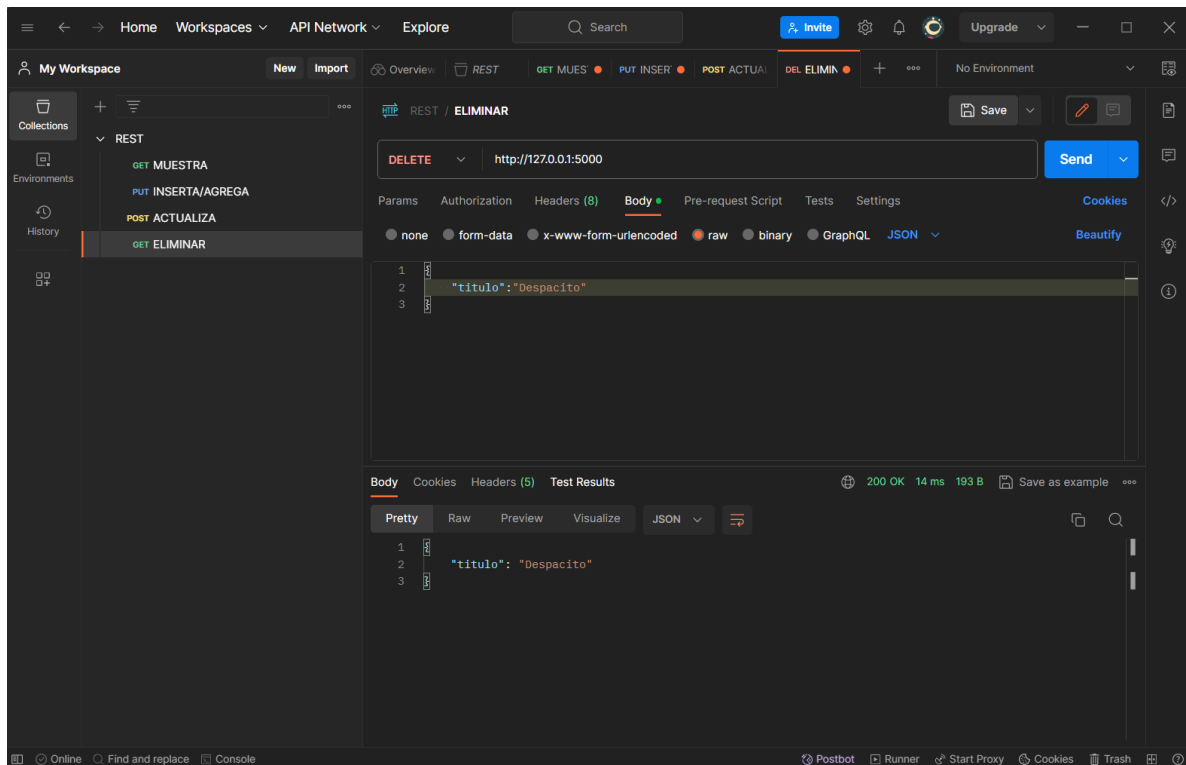 Home Workspaces API Network Explore Search Invite Upgrade
My Workspace New Import Overview REST GET MUES PUT INSER POST ACTUA DEL ELIMIN No Environment
Collections
Environments
History
REST
GET MUESTRA
PUT INSERTA/AGREGA
POST ACTUALIZA
GET ELIMINAR
HTTP REST / ELIMINAR Save
DELETE http://127.0.0.1:5000 Send
Params Authorization Headers (8) Body Pre-request Script Tests Settings Cookies
none form-data x-www-form-urlencoded raw binary GraphQL JSON Beautify
1 {
2 "titulo":"Despacito"
3 }
Body Cookies Headers (5) Test Results 200 OK 14 ms 193 B Save as example
Pretty Raw Preview Visualize JSON
1 {
2 "titulo": "Despacito"
3 }
Online Find and replace Console Postbot Runner Start Proxy Cookies Trash